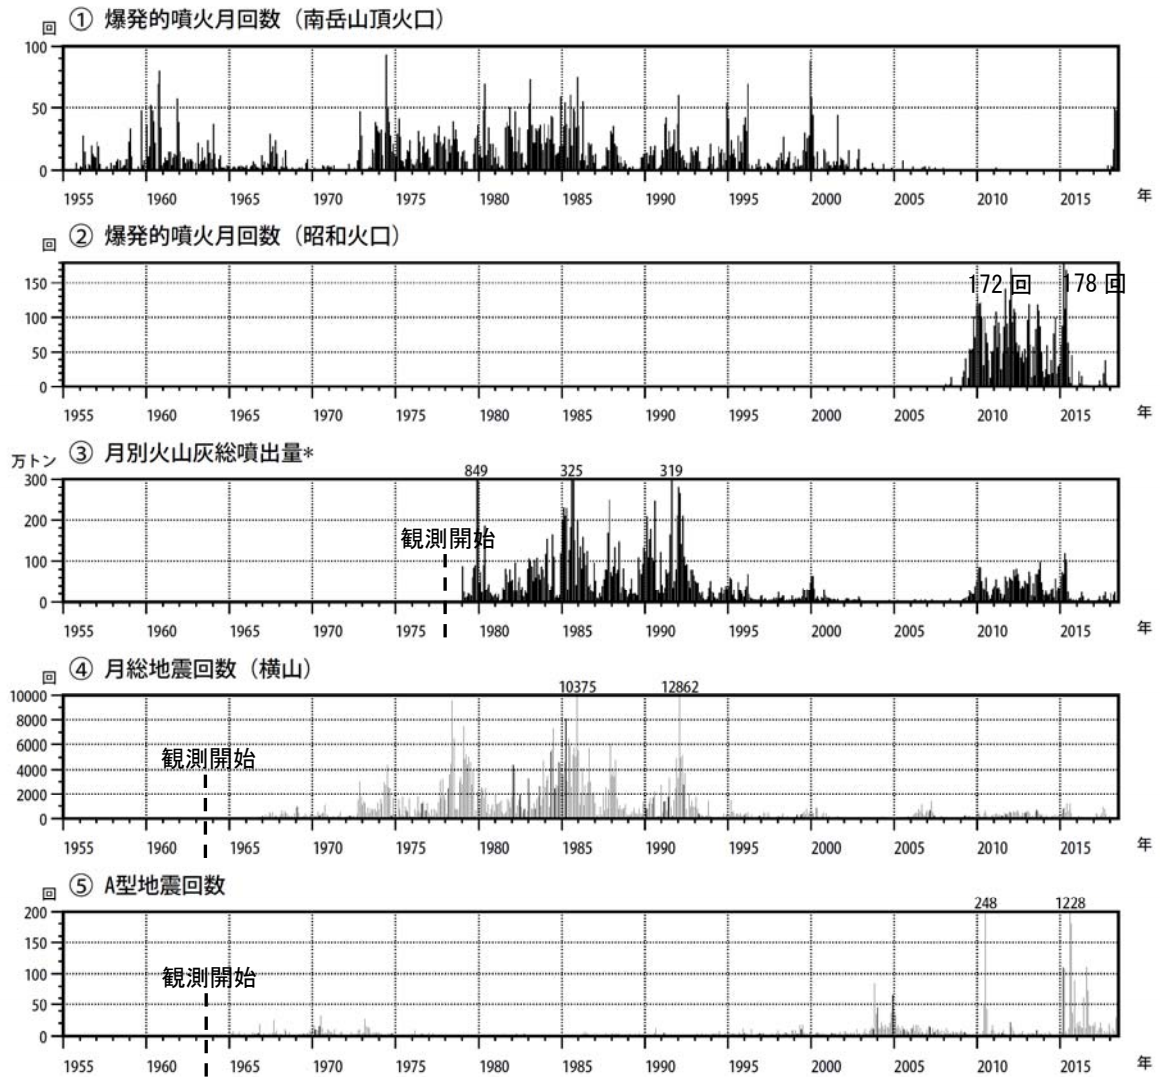 回 ① 爆発的噴火月回数（南岳山頂火口）
100
50
0
1955 1960 1965 1970 1975 1980 1985 1990 1995 2000 2005 2010 2015 年
回 ② 爆発的噴火月回数（昭和火口）
150
172 回 178 回
100
50
0
1955 1960 1965 1970 1975 1980 1985 1990 1995 2000 2005 2010 2015 年
万トン ③ 月別火山灰総噴出量*
849 325 319
300
200
観測開始
100
0
1955 1960 1965 1970 1975 1980 1985 1990 1995 2000 2005 2010 2015 年
回 ④ 月総地震回数（横山）
10375 12862
10000
8000
6000
観測開始
4000
2000
0
1955 1960 1965 1970 1975 1980 1985 1990 1995 2000 2005 2010 2015 年
回 ⑤ A型地震回数
248 1228
200
150
観測開始
100
50
0
1955 1960 1965 1970 1975 1980 1985 1990 1995 2000 2005 2010 2015 年